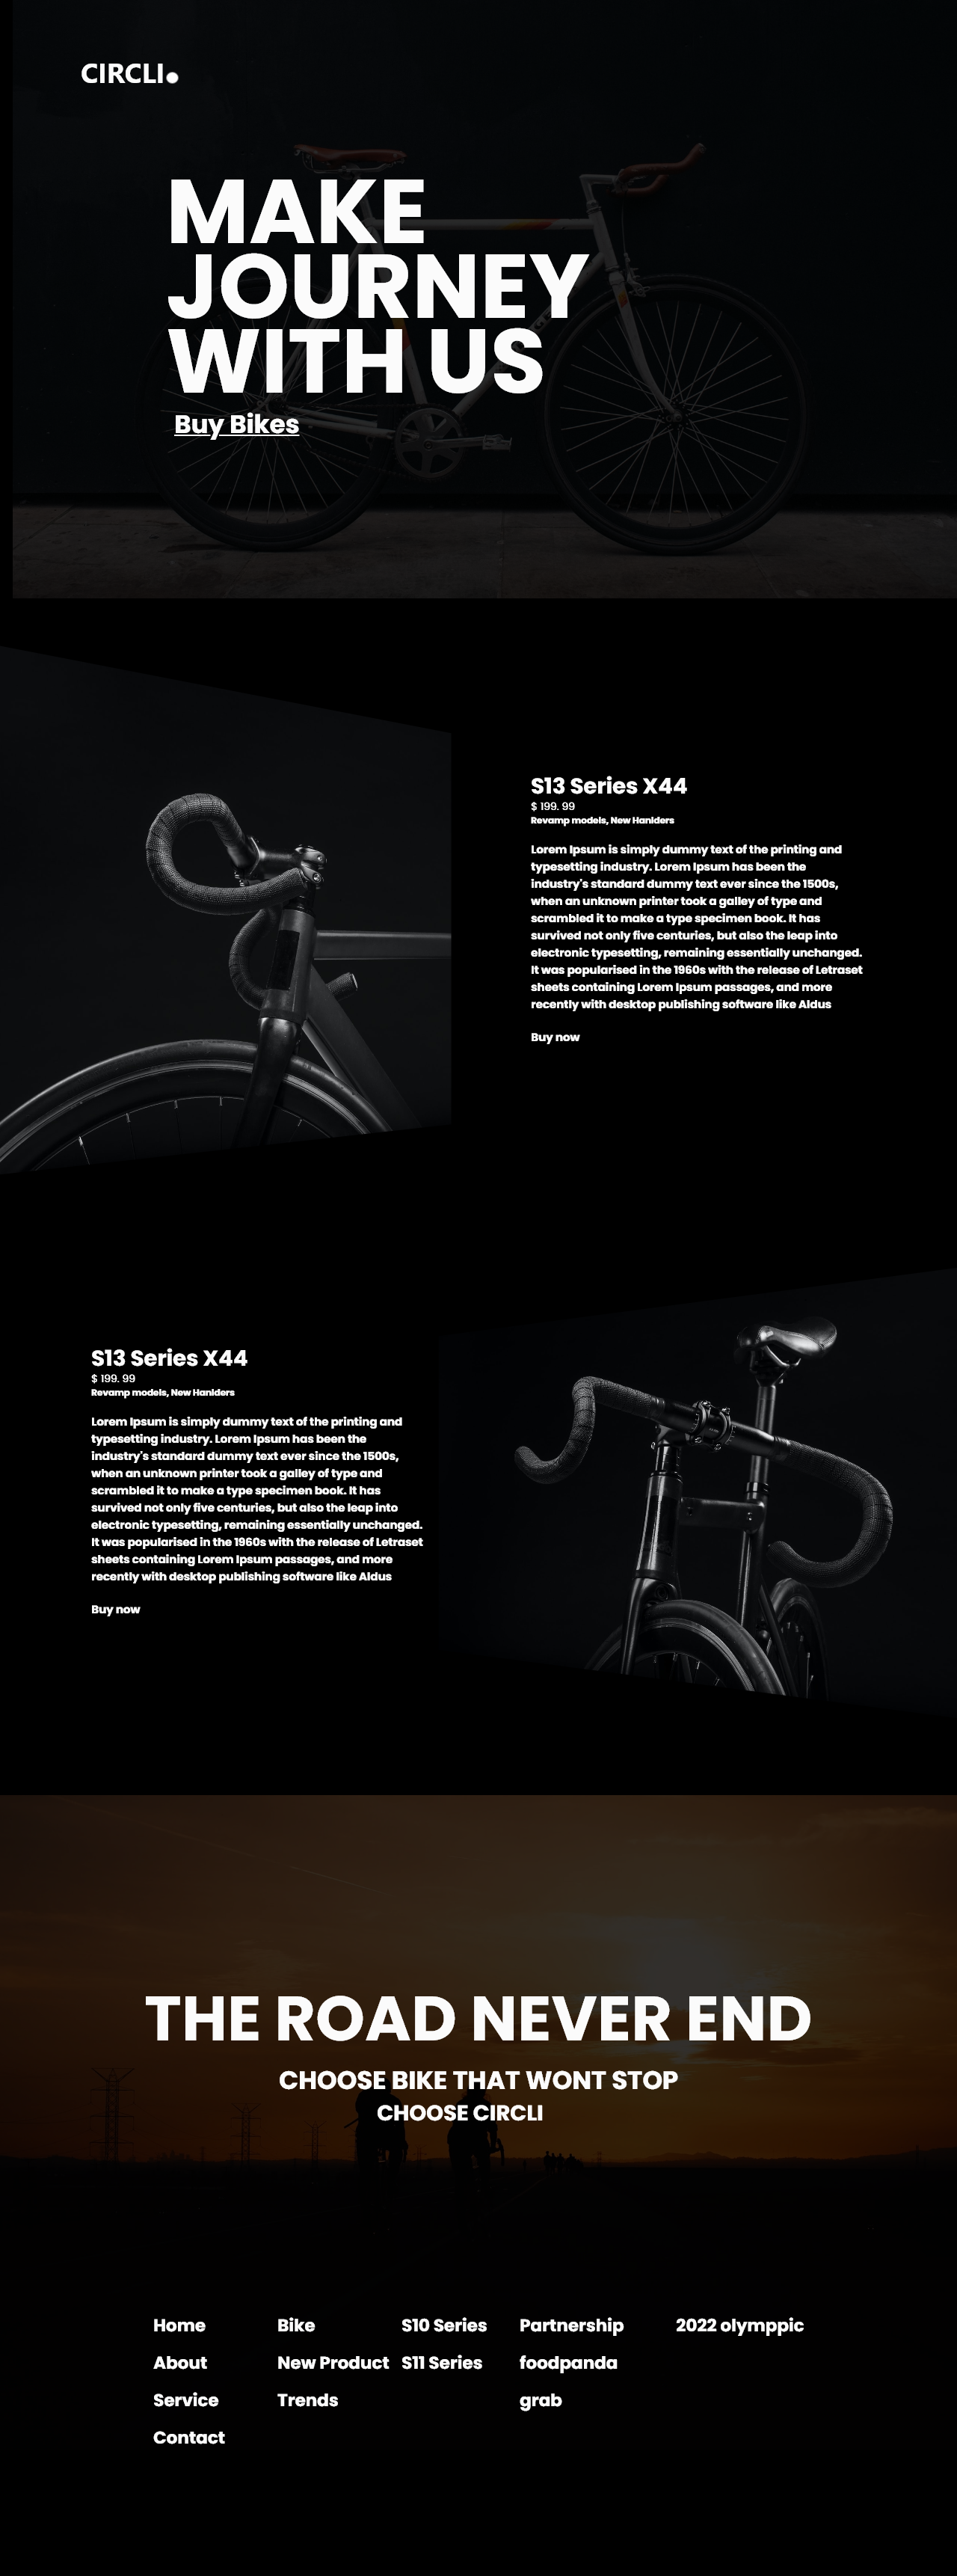 CIRCLI.
MAKE
JOURNEY
WITH US
Buy Bikes
S13 Series X44
$ 199. 99
Revamp models, New Hanlders
Lorem Ipsum is simply dummy text of the printing and
typesetting industry. Lorem Ipsum has been the
industry's standard dummy text ever since the 1500s,
when an unknown printer took a galley of type and
scrambled it to make a type specimen book. It has
survived not only five centuries, but also the leap into
electronic typesetting, remaining essentially unchanged.
It was popularised in the 1960s with the release of Letraset
sheets containing Lorem Ipsum passages, and more
recently with desktop publishing software like Aldus
Buy now
S13 Series X44
$ 199. 99
Revamp models, New Hanlders
Lorem Ipsum is simply dummy text of the printing and
typesetting industry. Lorem Ipsum has been the
industry's standard dummy text ever since the 1500s,
when an unknown printer took a galley of type and
scrambled it to make a type specimen book. It has
survived not only five centuries, but also the leap into
electronic typesetting, remaining essentially unchanged.
It was popularised in the 1960s with the release of Letraset
sheets containing Lorem Ipsum passages, and more
recently with desktop publishing software like Aldus
Buy now
THE ROAD NEVER END
CHOOSE BIKE THAT WONT STOP
CHOOSE CIRCLI
Home
About
Service
Contact
Bike
New Product
Trends
S10 Series
S11 Series
Partnership
foodpanda
grab
2022 olymppic